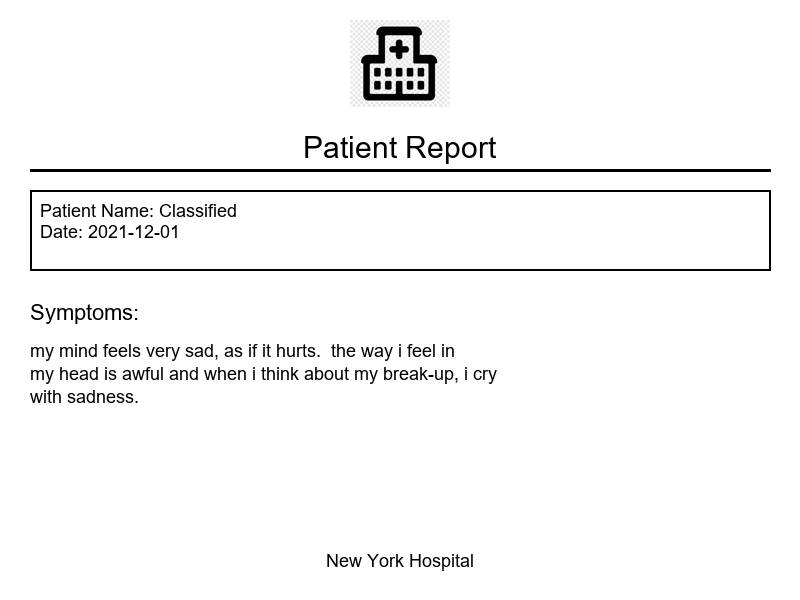 Patient Report
Patient Name: Classified
Date: 2021-12-01
Symptoms:
my mind feels very sad, as if it hurts.  the way i feel in
my head is awful and when i think about my break-up, i cry
with sadness.
New York Hospital